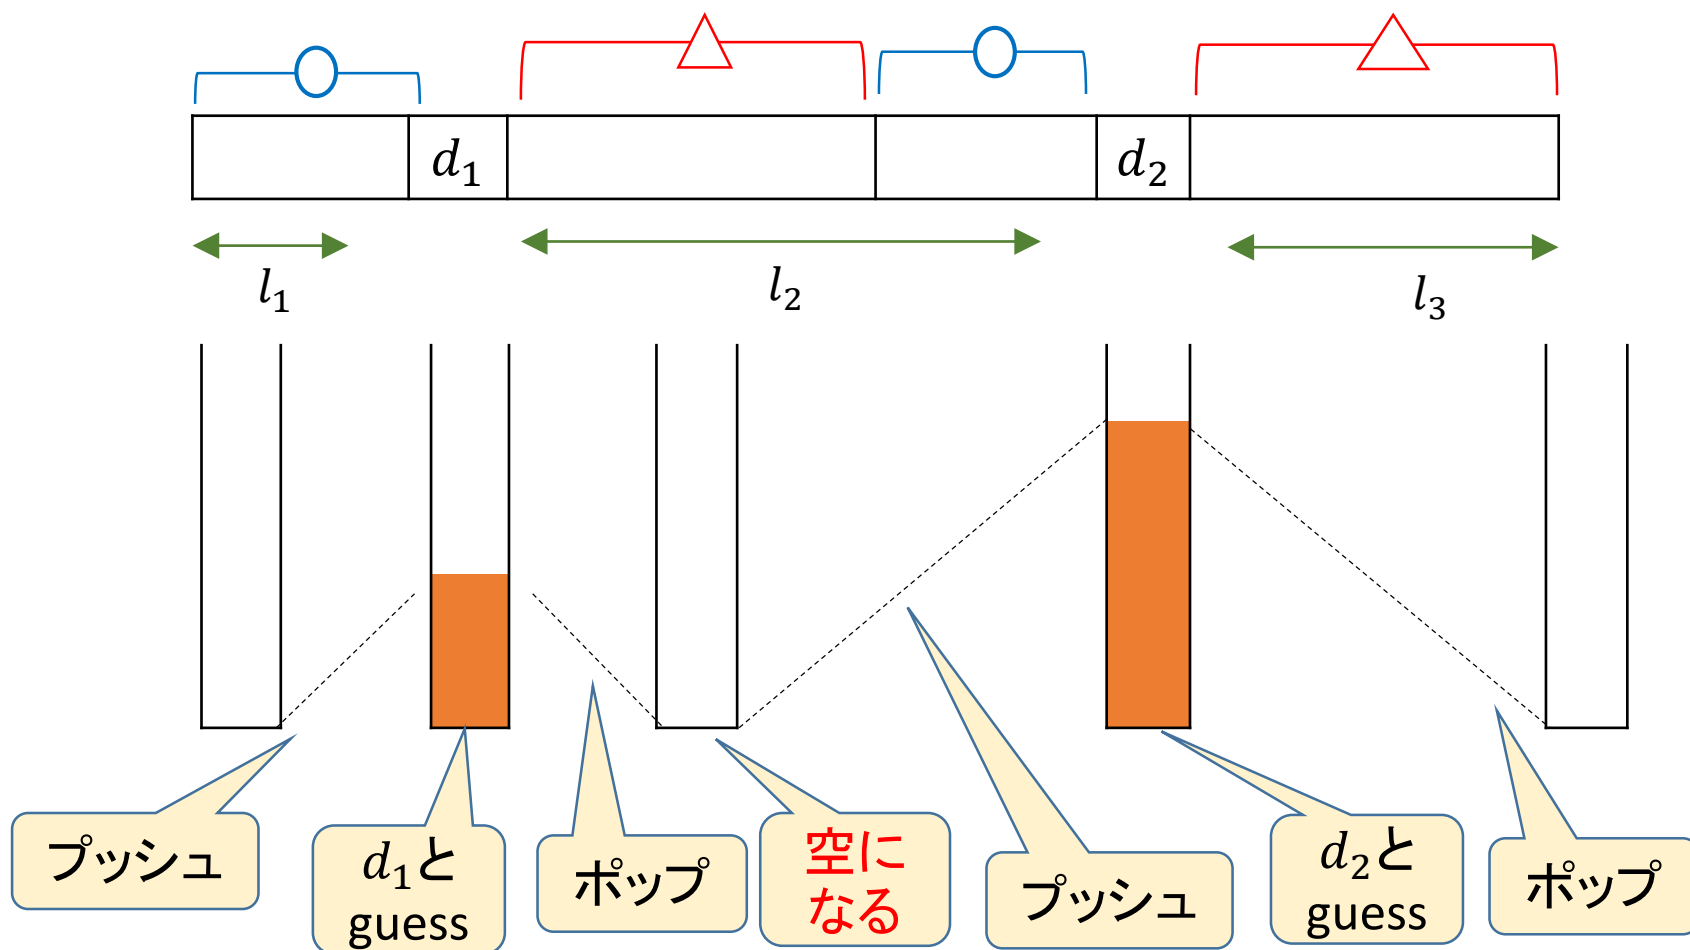 d₁
d₂
l₁
l₂
l₃
プッシュ
d₁と
guess
ポップ
空に
なる
プッシュ
d₂と
guess
ポップ